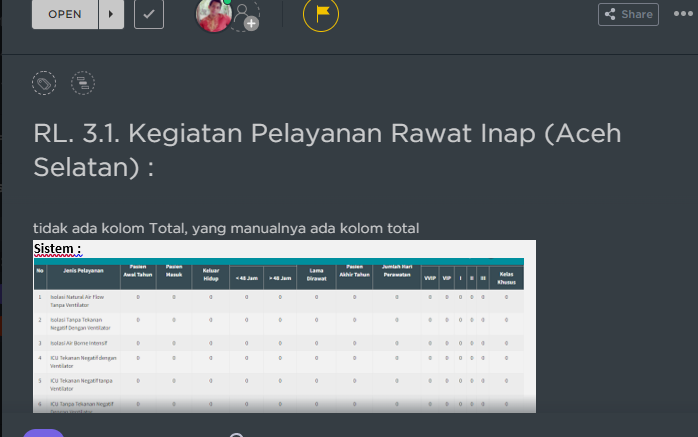 OPEN
Share
RL. 3.1. Kegiatan Pelayanan Rawat Inap (Aceh
Selatan) :
tidak ada kolom Total, yang manualnya ada kolom total
Sistem :
No Jenis Pelayanan Pasien Awal Tahun Pasien Masuk Keluar Hidup < 48 Jam > 48 Jam Lama Dirawat Pasien Akhir Tahun Jumlah Hari Perawatan VVIP VIP I II III Kelas Khusus
1 Isolasi Natural Air Flow Tanpa Ventilator 0 0 0 0 0 0 0 0 0 0 0 0 0 0
2 Isolasi Tanpa Tekanan Negatif Dengan Ventilator 0 0 0 0 0 0 0 0 0 0 0 0 0 0
3 Isolasi Air Borne Intensif 0 0 0 0 0 0 0 0 0 0 0 0 0 0
4 ICU Tekanan Negatif dengan Ventilator 0 0 0 0 0 0 0 0 0 0 0 0 0 0
5 ICU Tekanan Negatif tanpa Ventilator 0 0 0 0 0 0 0 0 0 0 0 0 0 0
6 ICU Tanpa Tekanan Negatif Dengan Ventilator 0 0 0 0 0 0 0 0 0 0 0 0 0 0